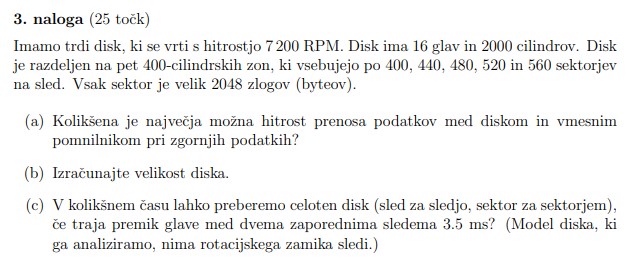 3. naloga (25 točk)
Imamo trdi disk, ki se vrti s hitrostjo 7 200 RPM. Disk ima 16 glav in 2000 cilindrov. Disk
je razdeljen na pet 400-cilindrskih zon, ki vsebujejo po 400, 440, 480, 520 in 560 sektorjev
na sled. Vsak sektor je velik 2048 zlogov (byteov).
(a) Kolikšena je največja možna hitrost prenosa podatkov med diskom in vmesnim
pomnilnikom pri zgornjih podatkih?
(b) Izračunajte velikost diska.
(c) V kolikšnem času lahko preberemo celoten disk (sled za sledjo, sektor za sektorjem),
če traja premik glave med dvema zaporednima sledema 3.5 ms? (Model diska, ki
ga analiziramo, nima rotacijskega zamika sledi.)